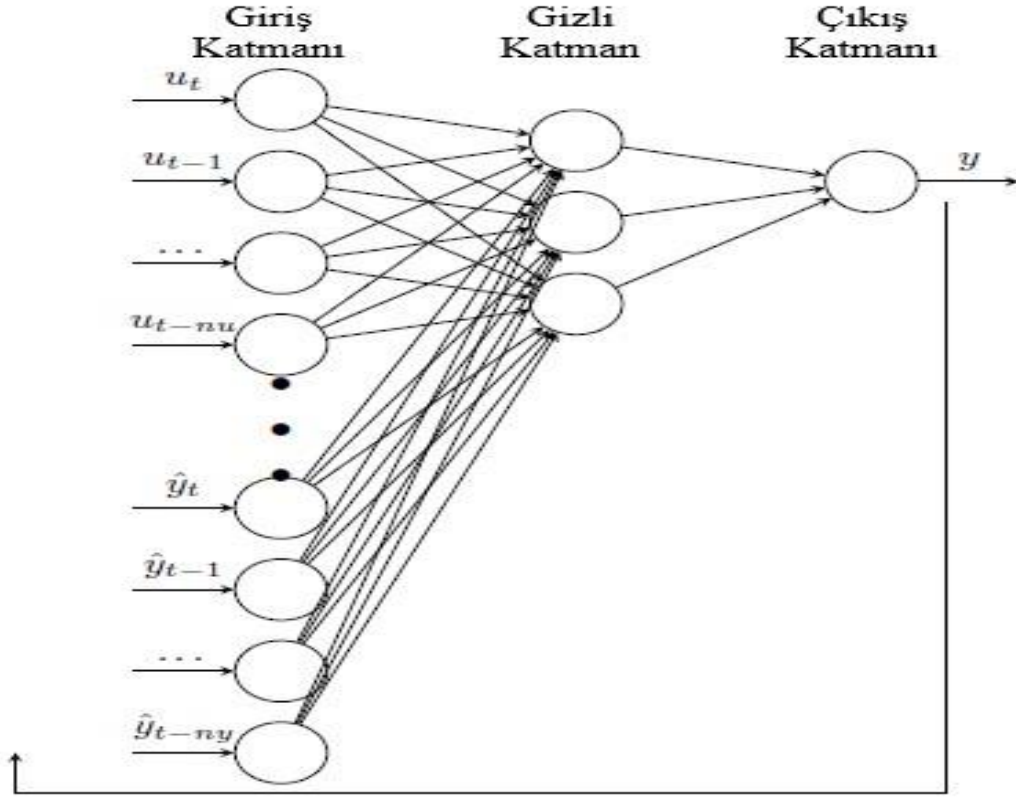 Giriş
Katmanı
Gizli
Katman
Çıkış
Katmanı
u_t
u_{t-1}
...
u_{t-nu}
y
ŷ_t
ŷ_{t-1}
...
ŷ_{t-ny}